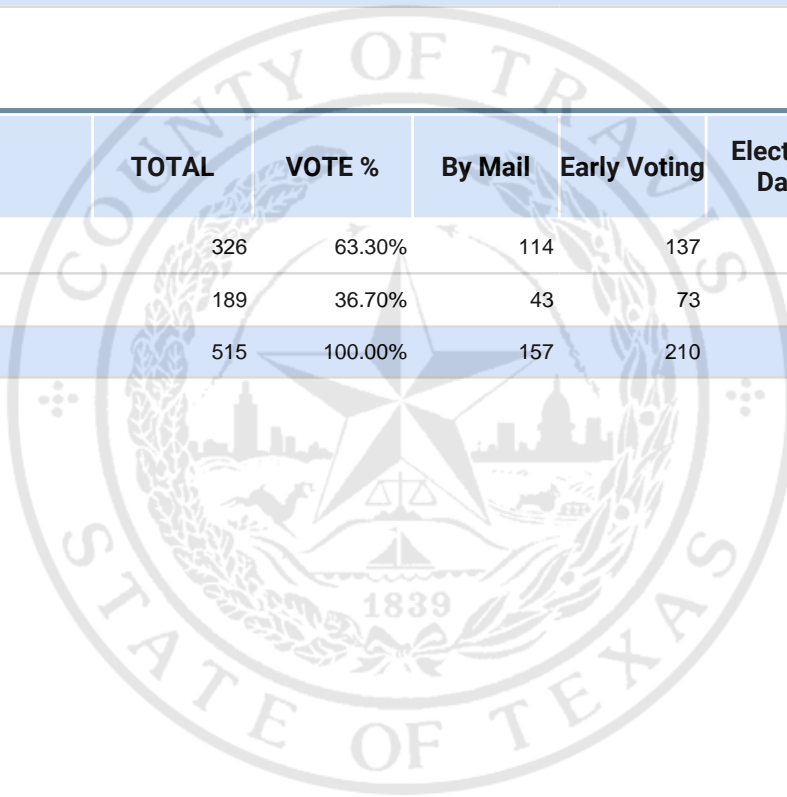 COUNTY OF TRAVIS
TOTAL VOTE % By Mail Early Voting
326 63.30% 114 137
189 36.70% 43 73
515 100.00% 157 210
1839
STATE OF TEXAS